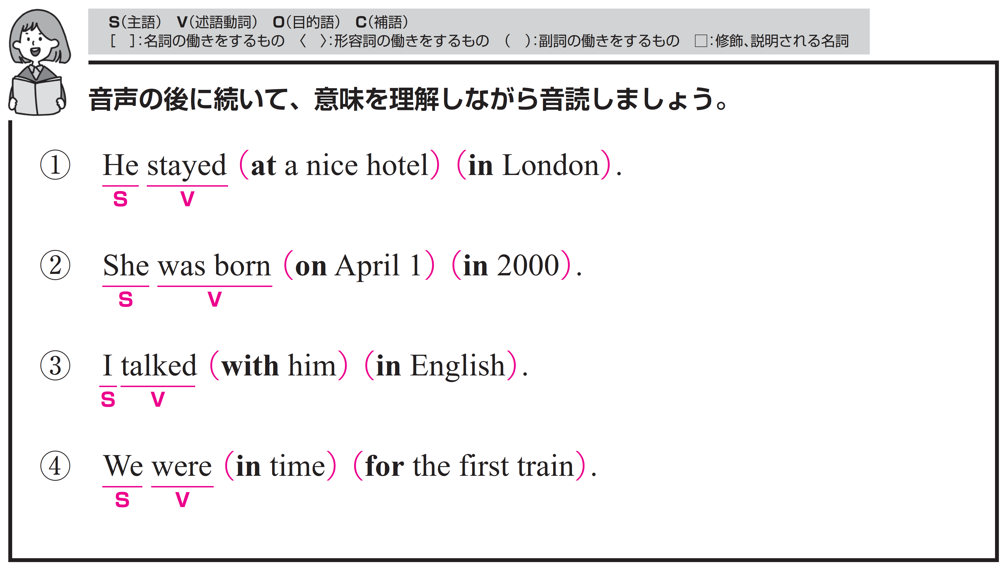 S（主語）　V（述語動詞）　O（目的語）　C（補語）
［　］：名詞の働きをするもの　〈　〉：形容詞の働きをするもの　（　）：副詞の働きをするもの　□：修飾、説明される名詞
音声の後に続いて、意味を理解しながら音読しましょう。
① He stayed （at a nice hotel） （in London）.
S V
② She was born （on April 1） （in 2000）.
S V
③ I talked （with him） （in English）.
S V
④ We were （in time） （for the first train）.
S V